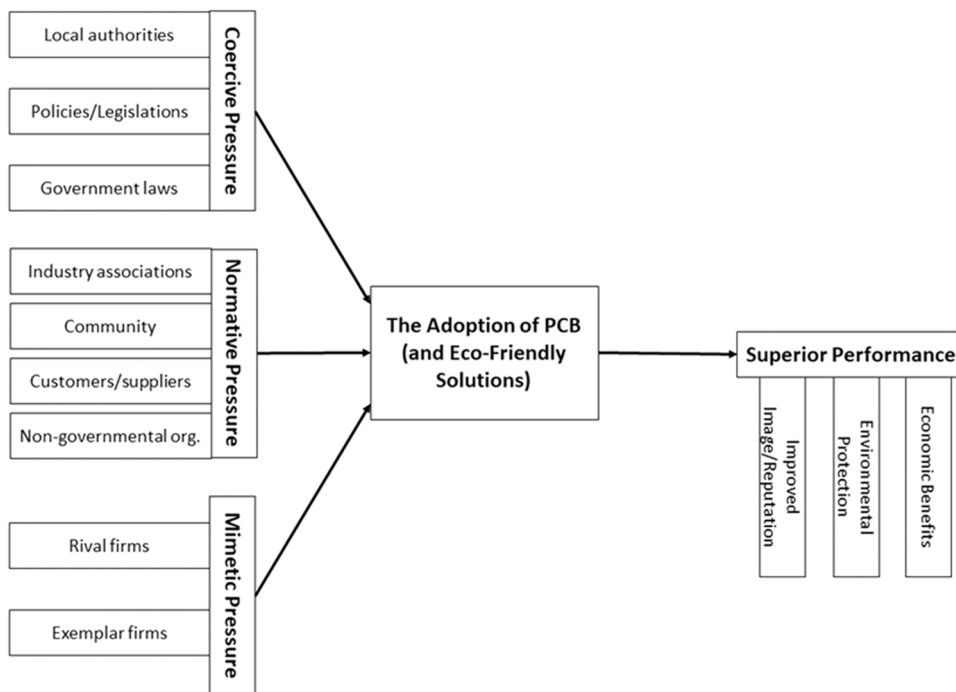 Local authorities
Policies/Legislations
Government laws
Coercive Pressure
Industry associations
Community
Customers/suppliers
Non-governmental org.
Normative Pressure
Rival firms
Exemplar firms
Mimetic Pressure
The Adoption of PCB
(and Eco-Friendly
Solutions)
Superior Performance
Improved
Image/Reputation
Environmental
Protection
Economic Benefits